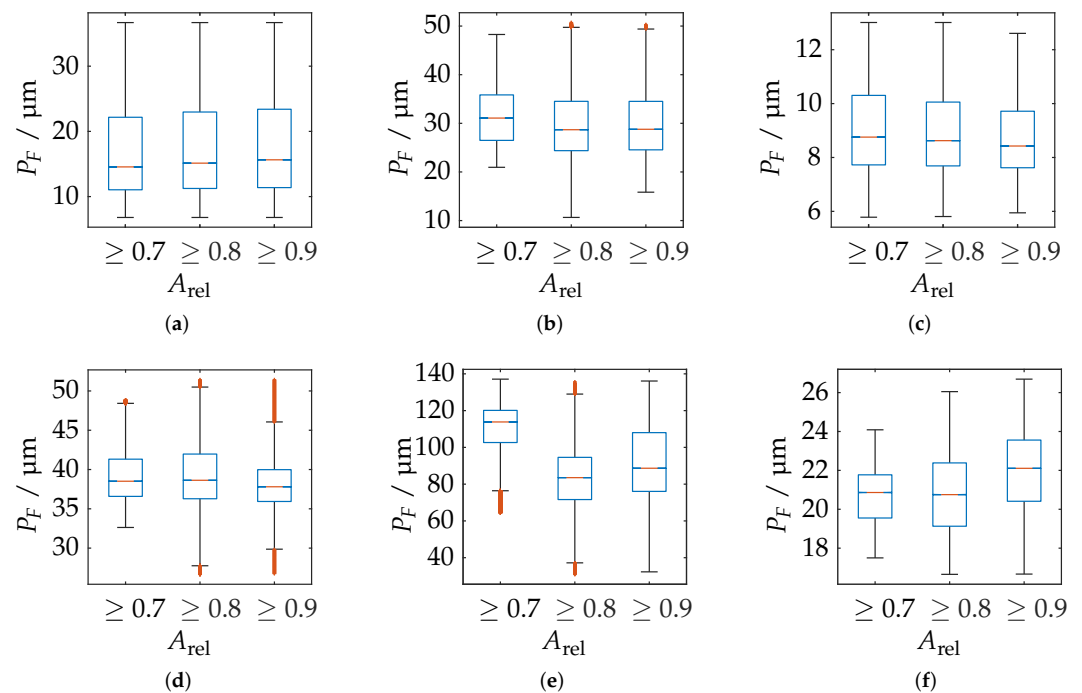 P_F / µm
30
20
10
≥ 0.7 ≥ 0.8 ≥ 0.9
A_rel
(a)
P_F / µm
50
40
30
20
10
≥ 0.7 ≥ 0.8 ≥ 0.9
A_rel
(b)
P_F / µm
12
10
8
6
≥ 0.7 ≥ 0.8 ≥ 0.9
A_rel
(c)
P_F / µm
50
45
40
35
30
≥ 0.7 ≥ 0.8 ≥ 0.9
A_rel
(d)
P_F / µm
140
120
100
80
60
40
≥ 0.7 ≥ 0.8 ≥ 0.9
A_rel
(e)
P_F / µm
26
24
22
20
18
≥ 0.7 ≥ 0.8 ≥ 0.9
A_rel
(f)